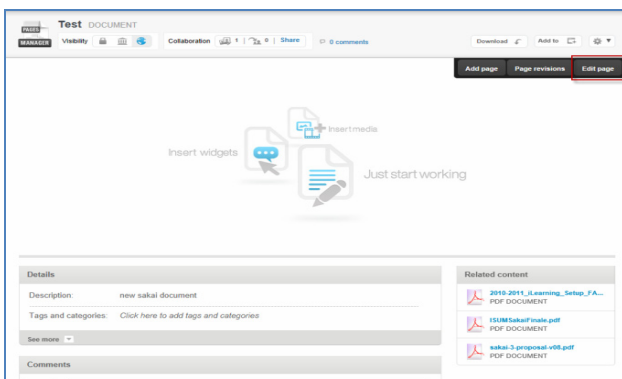 Test DOCUMENT
PAGES
MANAGER
Visibility
Collaboration 1 | 0 | Share
0 comments
Download
Add to
Add page Page revisions Edit page
Insert media
Insert widgets
Just start working
Details
Description: new sakai document
Tags and categories: Click here to add tags and categories
See more
Comments
Related content
2010-2011_iLearning_Setup_FA...
PDF DOCUMENT
ISUMSakaiFinale.pdf
PDF DOCUMENT
sakai-3-proposal-v08.pdf
PDF DOCUMENT